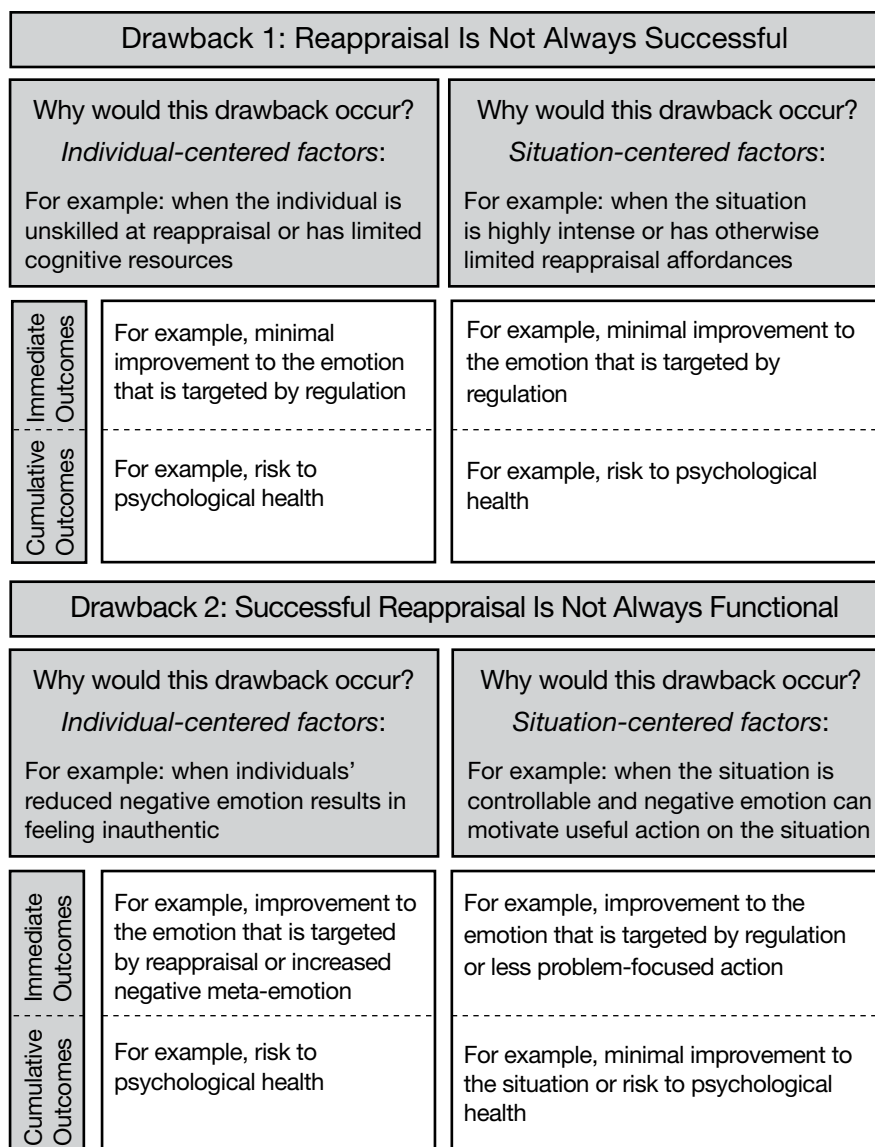 Drawback 1: Reappraisal Is Not Always Successful
Why would this drawback occur?
Individual-centered factors:
For example: when the individual is
unskilled at reappraisal or has limited
cognitive resources
Why would this drawback occur?
Situation-centered factors:
For example: when the situation
is highly intense or has otherwise
limited reappraisal affordances
Immediate
Outcomes
For example, minimal
improvement to the emotion
that is targeted by regulation
For example, minimal improvement to
the emotion that is targeted by
regulation
Cumulative
Outcomes
For example, risk to
psychological health
For example, risk to psychological
health
Drawback 2: Successful Reappraisal Is Not Always Functional
Why would this drawback occur?
Individual-centered factors:
For example: when individuals’
reduced negative emotion results in
feeling inauthentic
Why would this drawback occur?
Situation-centered factors:
For example: when the situation is
controllable and negative emotion can
motivate useful action on the situation
Immediate
Outcomes
For example, improvement to
the emotion that is targeted
by reappraisal or increased
negative meta-emotion
For example, improvement to the
emotion that is targeted by regulation
or less problem-focused action
Cumulative
Outcomes
For example, risk to
psychological health
For example, minimal improvement to
the situation or risk to psychological
health